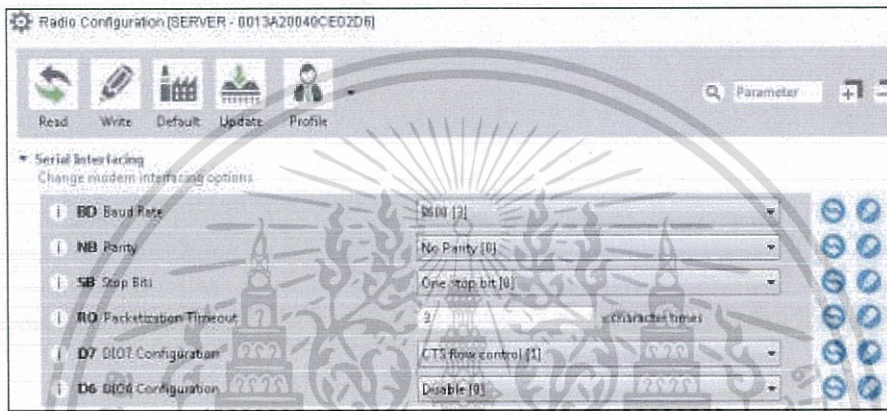 Radio Configuration [SERVER - 0013A20040CE02D6]
Read Write Default Update Profile
Parameter
Serial Interfacing
Change modem interfacing options
i BD Baud Rate 9600 [3]
i NB Parity No Parity [0]
i SB Stop Bits One stop bit [0]
i RO Packetization Timeout 3 x character times
i D7 DIO7 Configuration CTS flow control [1]
i D6 DIO6 Configuration Disable [0]